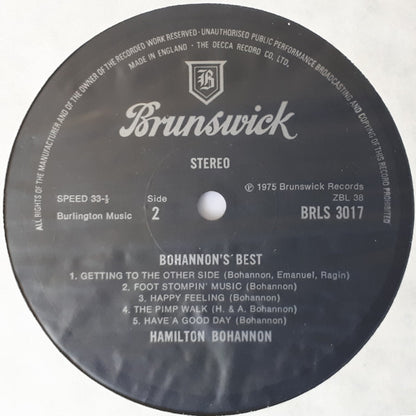 ALL RIGHTS OF THE MANUFACTURER AND OF THE OWNER OF THE RECORDED WORK RESERVED · UNAUTHORISED PUBLIC PERFORMANCE BROADCASTING AND COPYING OF THIS RECORD PROHIBITED
MADE IN ENGLAND · THE DECCA RECORD CO. LTD.
B
Brunswick
STEREO
SPEED 33-⅓
Burlington Music
Side
2
℗ 1975 Brunswick Records
ZBL 38
BRLS 3017
BOHANNON'S BEST
1. GETTING TO THE OTHER SIDE (Bohannon, Emanuel, Ragin)
2. FOOT STOMPIN' MUSIC (Bohannon)
3. HAPPY FEELING (Bohannon)
4. THE PIMP WALK (H. & A. Bohannon)
5. HAVE A GOOD DAY (Bohannon)
HAMILTON BOHANNON